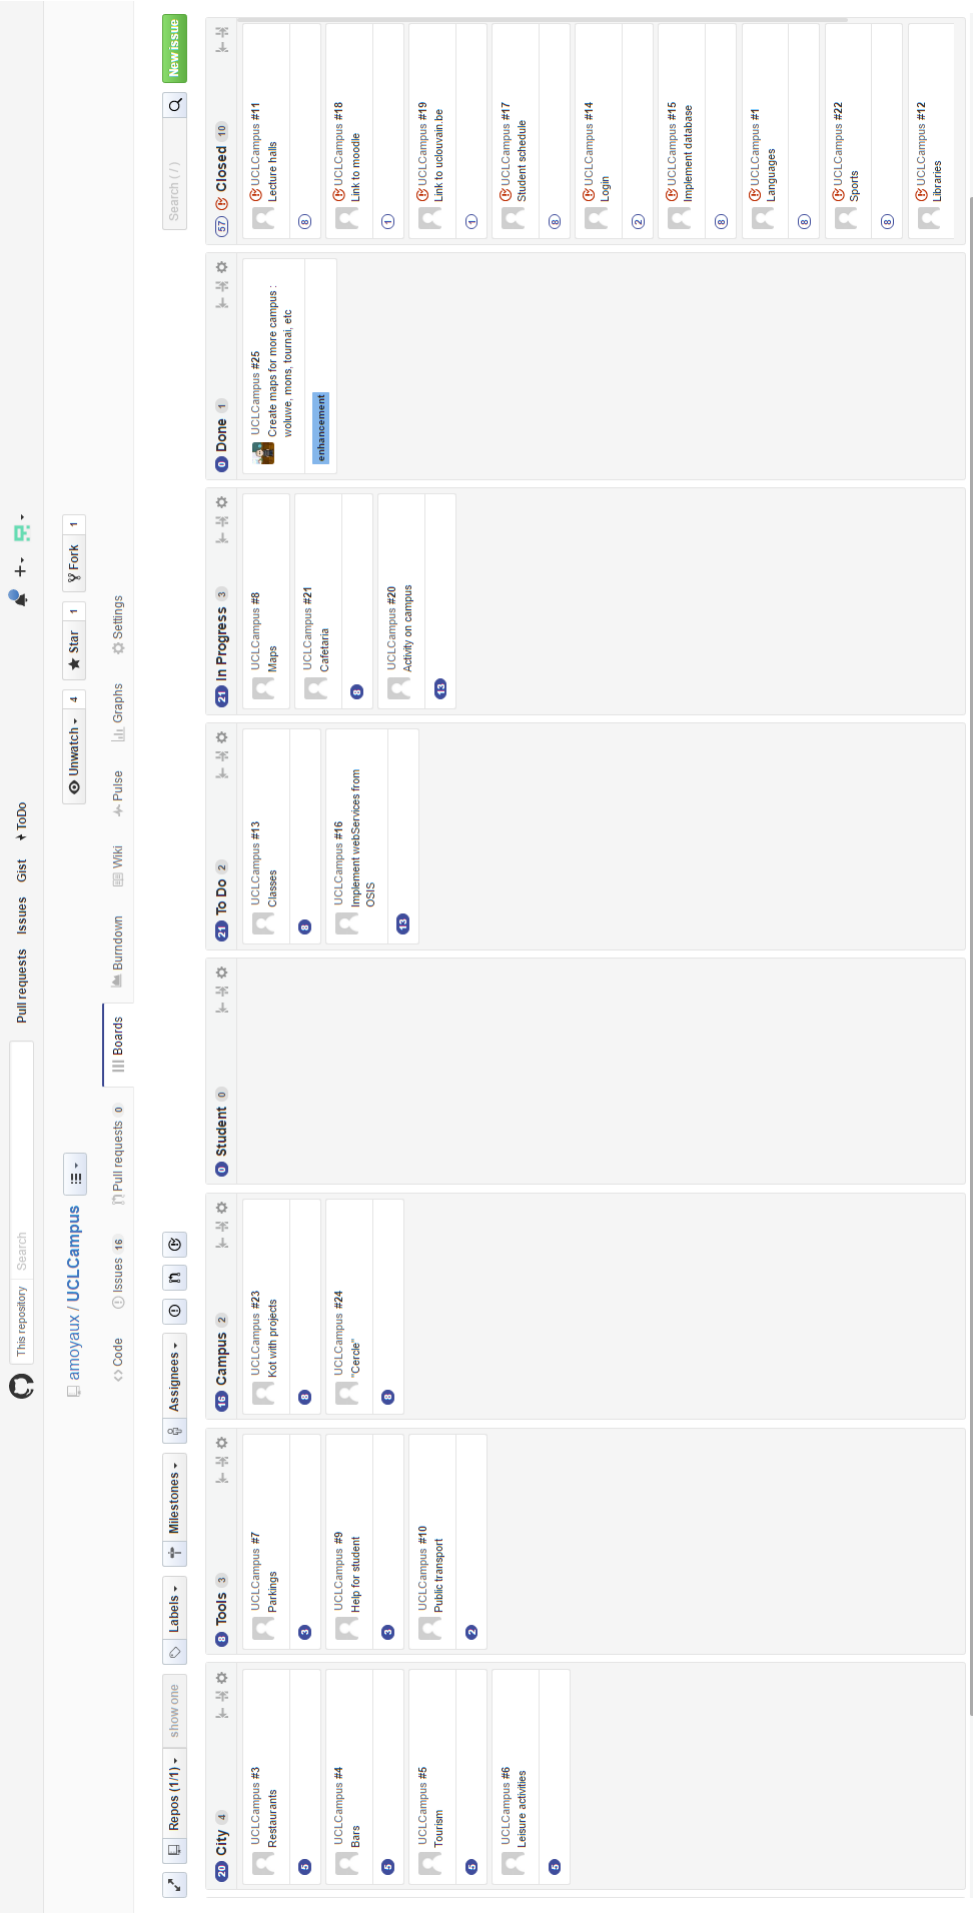 This repository Search Pull requests Issues Gist ToDo
amoyaux / UCLCampus Unwatch 4 Star 1 Fork 1
Code Issues 16 Pull requests 0 Boards Burndown Wiki Pulse Graphs Settings
Repos (1/1) show one Labels Milestones Assignees Search ( / ) New issue
20 City 4
UCLCampus #3
Restaurants
5
UCLCampus #4
Bars
5
UCLCampus #5
Tourism
5
UCLCampus #6
Leisure activities
5
8 Tools 3
UCLCampus #7
Parkings
3
UCLCampus #9
Help for student
3
UCLCampus #10
Public transport
2
16 Campus 2
UCLCampus #23
Kot with projects
8
UCLCampus #24
"Cercle"
8
0 Student 0
21 To Do 2
UCLCampus #13
Classes
8
UCLCampus #16
Implement webServices from
OSIS
13
21 In Progress 3
UCLCampus #8
Maps
UCLCampus #21
Cafetaria
8
UCLCampus #20
Activity on campus
13
0 Done 1
UCLCampus #25
Create maps for more campus :
woluwe, mons, tournai, etc
enhancement
57 Closed 10
UCLCampus #11
Lecture halls
8
UCLCampus #18
Link to moodle
1
UCLCampus #19
Link to uclouvain.be
1
UCLCampus #17
Student schedule
8
UCLCampus #14
Login
2
UCLCampus #15
Implement database
8
UCLCampus #1
Languages
8
UCLCampus #22
Sports
8
UCLCampus #12
Libraries